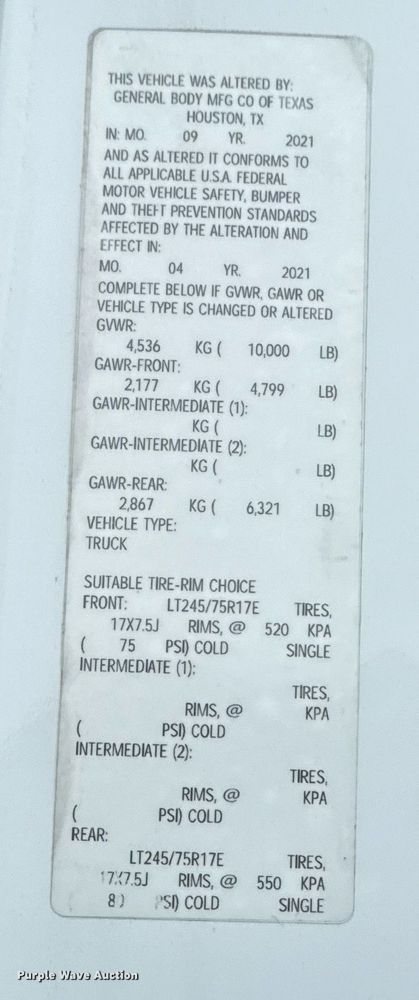 THIS VEHICLE WAS ALTERED BY:
GENERAL BODY MFG CO OF TEXAS
HOUSTON, TX
IN: MO. 09 YR. 2021
AND AS ALTERED IT CONFORMS TO
ALL APPLICABLE U.S.A. FEDERAL
MOTOR VEHICLE SAFETY, BUMPER
AND THEFT PREVENTION STANDARDS
AFFECTED BY THE ALTERATION AND
EFFECT IN:
MO. 04 YR. 2021
COMPLETE BELOW IF GVWR, GAWR OR
VEHICLE TYPE IS CHANGED OR ALTERED
GVWR:
4,536 KG ( 10,000 LB)
GAWR-FRONT:
2,177 KG ( 4,799 LB)
GAWR-INTERMEDIATE (1):
KG ( LB)
GAWR-INTERMEDIATE (2):
KG ( LB)
GAWR-REAR:
2,867 KG ( 6,321 LB)
VEHICLE TYPE:
TRUCK
SUITABLE TIRE-RIM CHOICE
FRONT: LT245/75R17E TIRES,
17X7.5J RIMS, @ 520 KPA
( 75 PSI) COLD SINGLE
INTERMEDIATE (1):
TIRES,
RIMS, @ KPA
( PSI) COLD
INTERMEDIATE (2):
TIRES,
RIMS, @ KPA
( PSI) COLD
REAR:
LT245/75R17E TIRES,
17X7.5J RIMS, @ 550 KPA
( PSI) COLD SINGLE
Purple Wave Auction